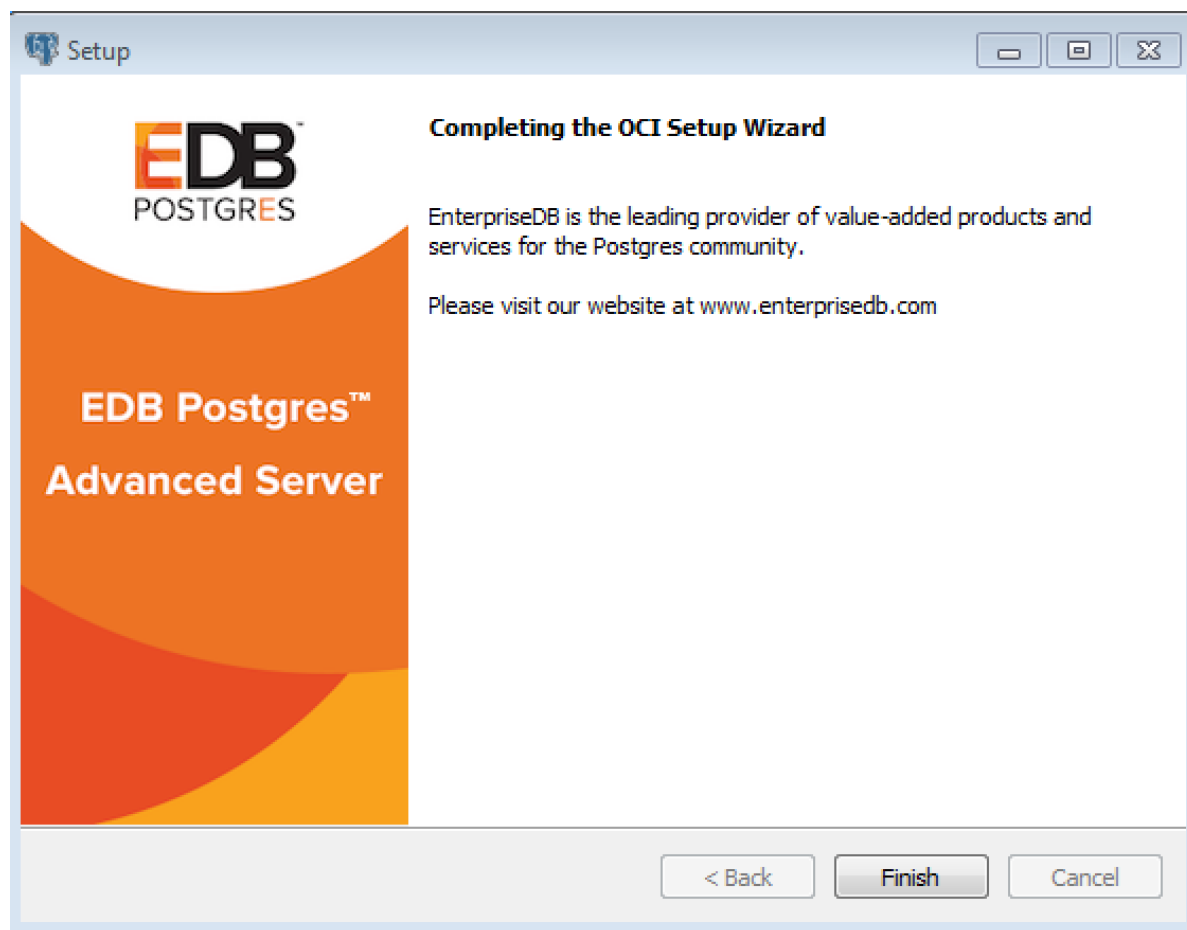 Setup
EDB™
POSTGRES
EDB Postgres™
Advanced Server
Completing the OCI Setup Wizard
EnterpriseDB is the leading provider of value-added products and
services for the Postgres community.
Please visit our website at www.enterprisedb.com
< Back
Finish
Cancel